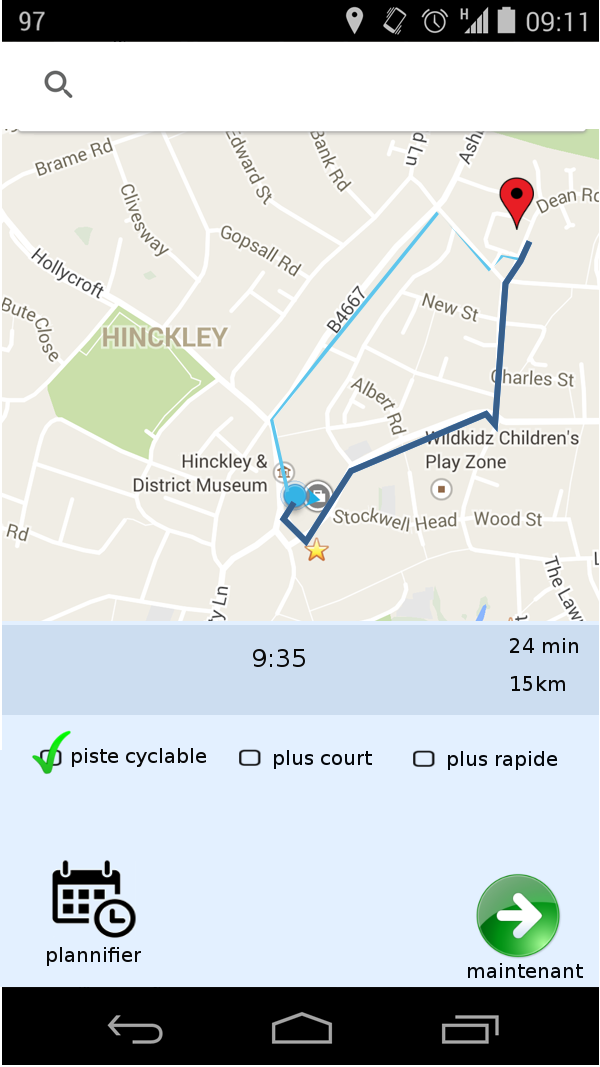 97
H
09:11
Brame Rd
Edward St
Bank Rd
d Ln
Ash
Dean Rd
Clivesway
Gopsall Rd
Hollycroft
B4667
Bute Close
HINCKLEY
New St
Charles St
Albert Rd
Hinckley &
District Museum
Wildkidz Children's
Play Zone
Stockwell Head
Wood St
Rd
y Ln
The Law
9:35
24 min
15km
piste cyclable
plus court
plus rapide
plannifier
maintenant